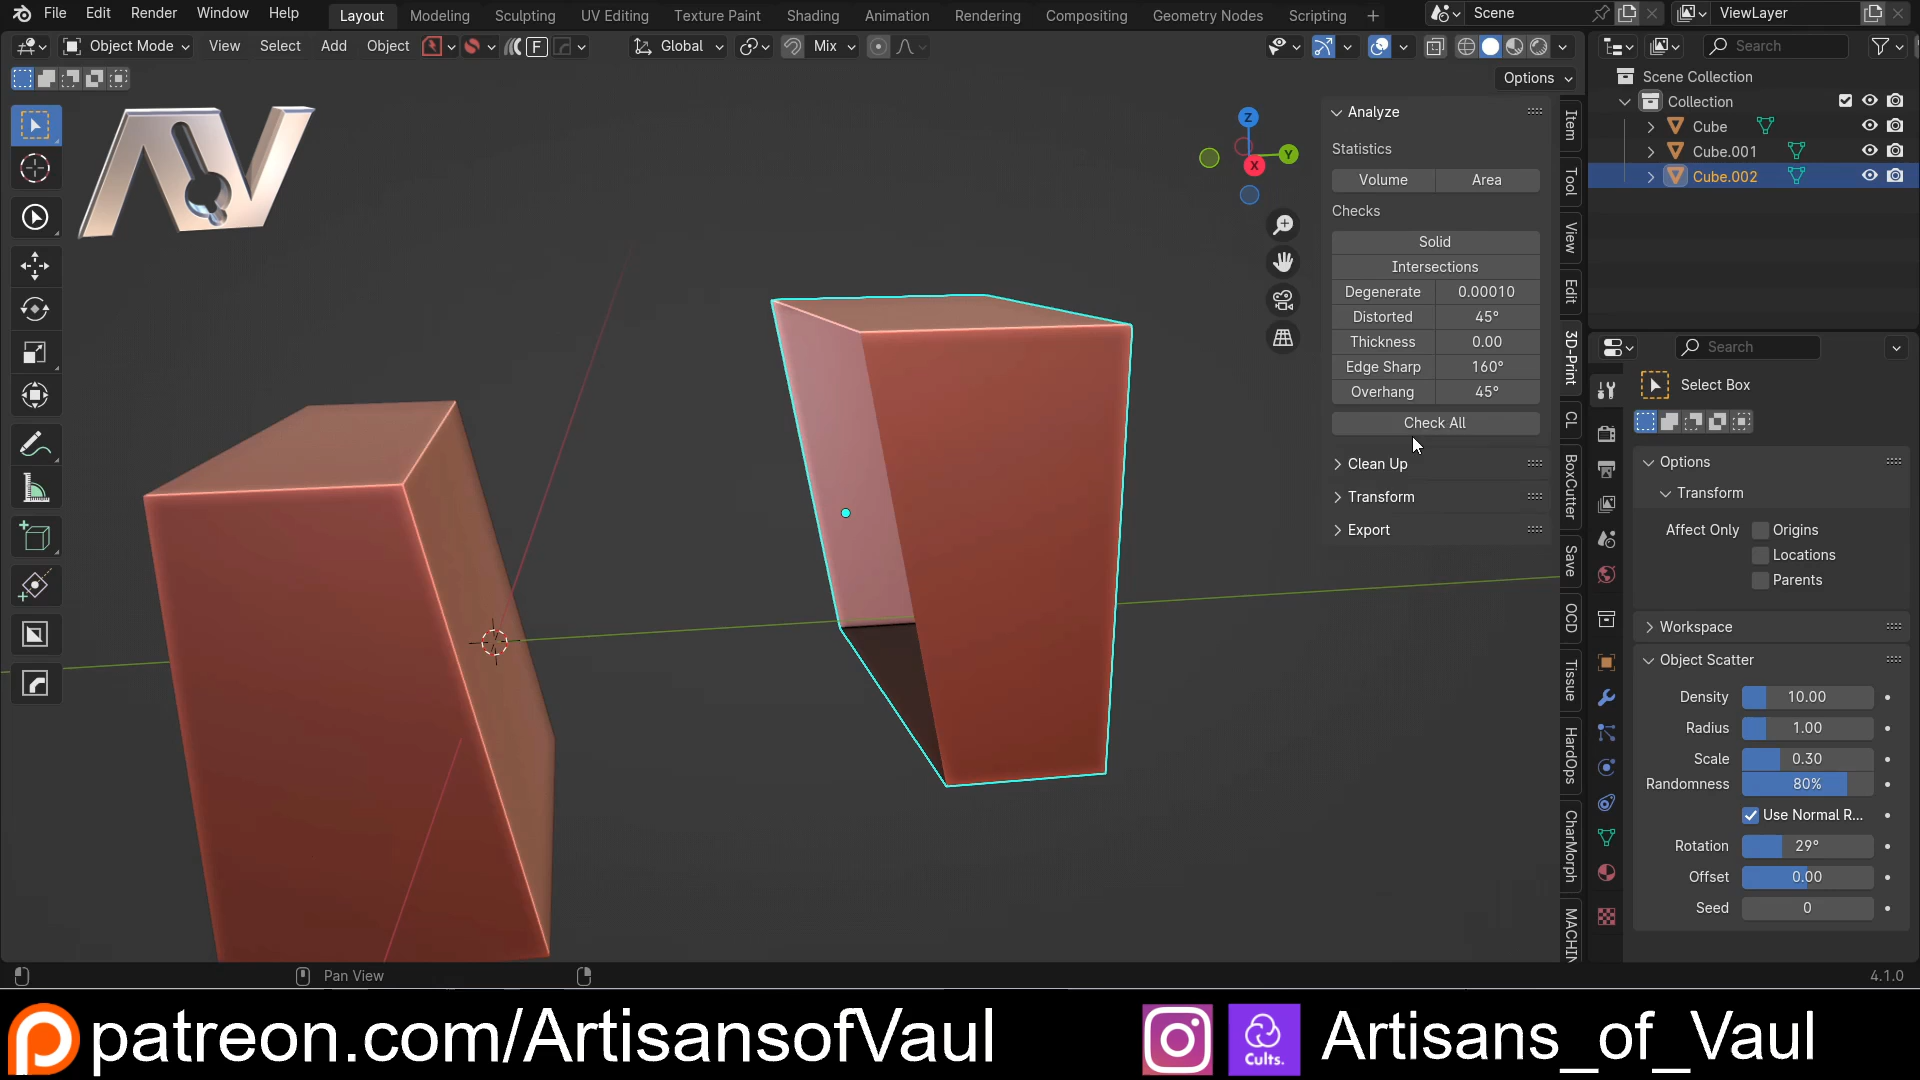 File Edit Render Window Help Layout Modeling Sculpting UV Editing Texture Paint Shading Animation Rendering Compositing Geometry Nodes Scripting + Scene ViewLayer
Object Mode View Select Add Object F Global Mix Search
Options
Z
Y
X
Analyze
Statistics
Volume Area
Checks
Solid
Intersections
Degenerate 0.00010
Distorted 45°
Thickness 0.00
Edge Sharp 160°
Overhang 45°
Check All
Clean Up
Transform
Export
Item
Tool
View
Edit
3D-Print
CL
BoxCutter
Save
OCD
Tissue
HardOps
CharMorph
MACHIN
Scene Collection
Collection
Cube
Cube.001
Cube.002
Search
Select Box
Options
Transform
Affect Only Origins
Locations
Parents
Workspace
Object Scatter
Density 10.00
Radius 1.00
Scale 0.30
Randomness 80%
Use Normal R...
Rotation 29°
Offset 0.00
Seed 0
Pan View 4.1.0
patreon.com/ArtisansofVaul Cults. Artisans_of_Vaul